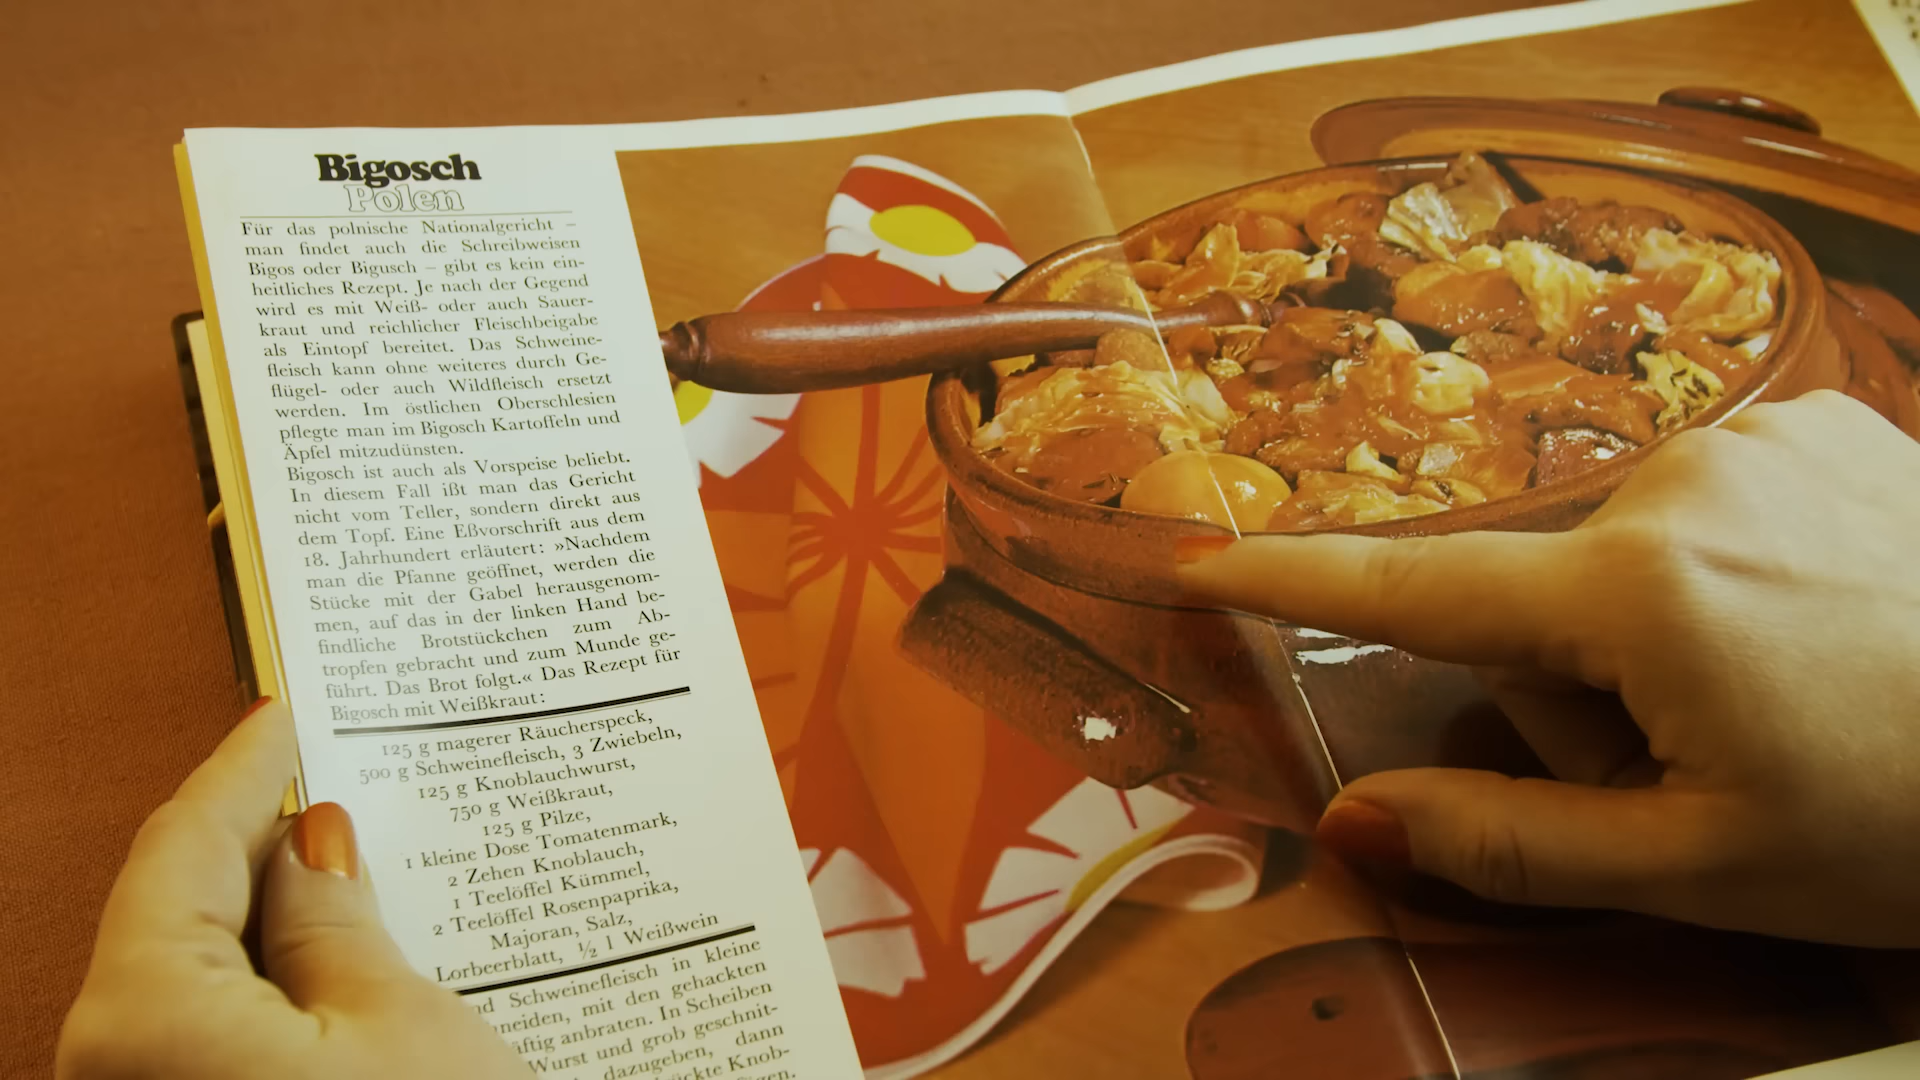 Bigosch
Polen
Für das polnische Nationalgericht –
man findet auch die Schreibweisen
Bigos oder Bigusch – gibt es kein ein-
heitliches Rezept. Je nach der Gegend
wird es mit Weiß- oder auch Sauer-
kraut und reichlicher Fleischbeigabe
als Eintopf bereitet. Das Schweine-
fleisch kann ohne weiteres durch Ge-
flügel- oder auch Wildfleisch ersetzt
werden. Im östlichen Oberschlesien
pflegte man im Bigosch Kartoffeln und
Äpfel mitzudünsten.
Bigosch ist auch als Vorspeise beliebt.
In diesem Fall ißt man das Gericht
nicht vom Teller, sondern direkt aus
dem Topf. Eine Eßvorschrift aus dem
18. Jahrhundert erläutert: »Nachdem
man die Pfanne geöffnet, werden die
Stücke mit der Gabel herausgenom-
men, auf das in der linken Hand be-
findliche Brotstückchen zum Ab-
tropfen gebracht und zum Munde ge-
führt. Das Brot folgt.« Das Rezept für
Bigosch mit Weißkraut:
125 g magerer Räucherspeck,
500 g Schweinefleisch, 3 Zwiebeln,
125 g Knoblauchwurst,
750 g Weißkraut,
125 g Pilze,
1 kleine Dose Tomatenmark,
2 Zehen Knoblauch,
1 Teelöffel Kümmel,
2 Teelöffel Rosenpaprika,
Majoran, Salz,
Lorbeerblatt, ½ l Weißwein
Schweinefleisch in kleine
mit den gehackten
anbraten. In Scheiben
Wurst und grob geschnit-
dazugeben, dann
Knob-